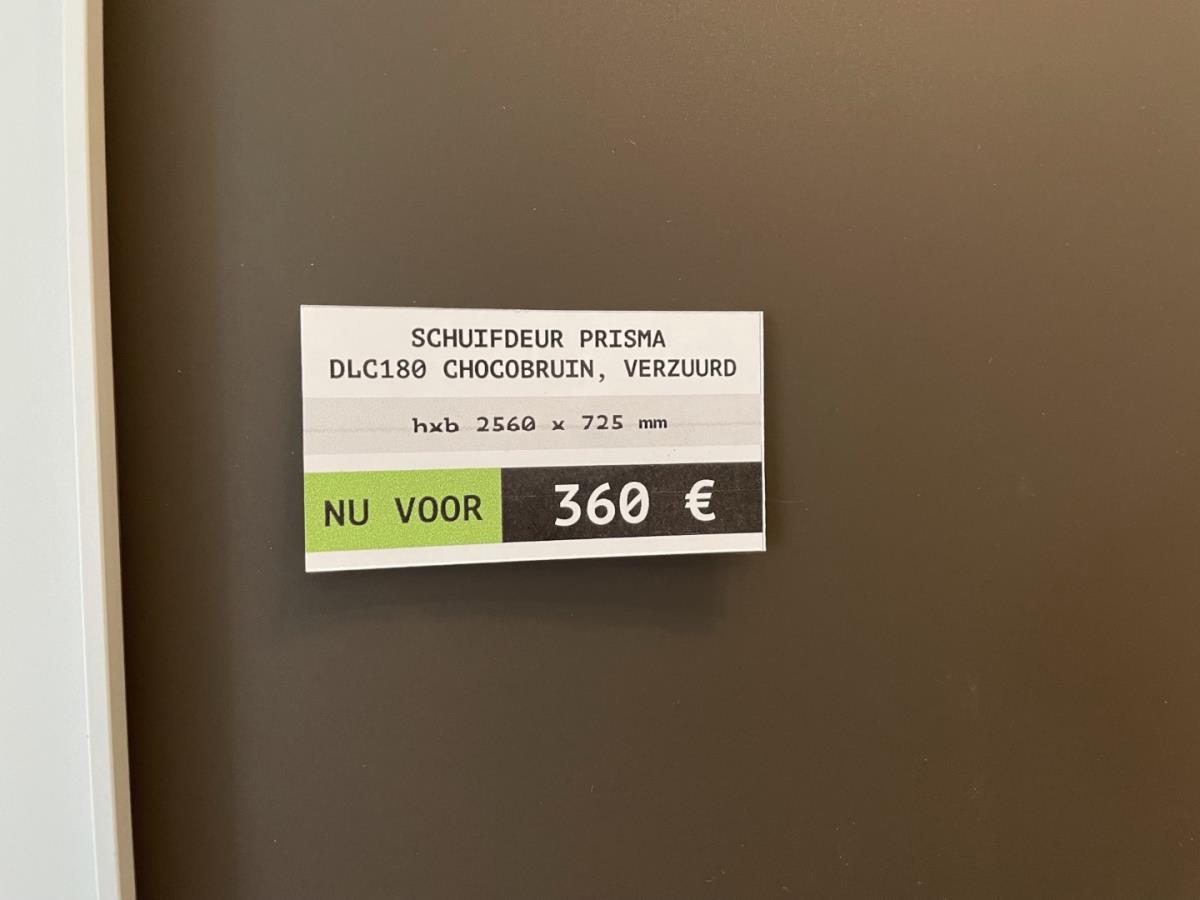 SCHUIFDEUR PRISMA
DLC180 CHOCOBRUIN, VERZUURD
hxb 2560 x 725 mm
NU VOOR 360 €